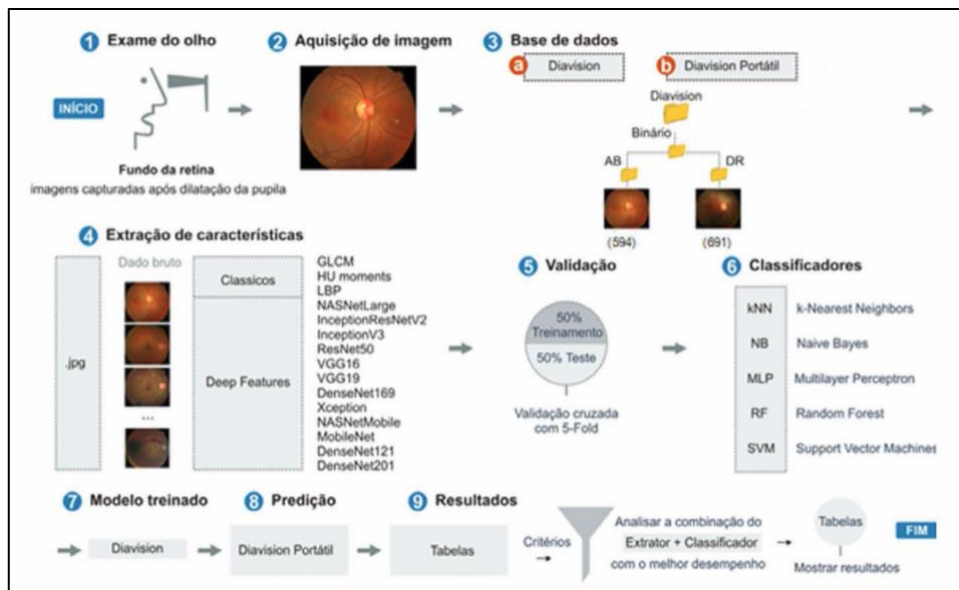 1 Exame do olho
INÍCIO
Fundo da retina
imagens capturadas após dilatação da pupila
2 Aquisição de imagem
3 Base de dados
a Diavision
b Diavision Portátil
Diavision
Binário
AB
DR
(594)
(691)
4 Extração de características
.jpg
Dado bruto
...
Classicos
Deep Features
GLCM
HU moments
LBP
NASNetLarge
InceptionResNetV2
InceptionV3
ResNet50
VGG16
VGG19
DenseNet169
Xception
NASNetMobile
MobileNet
DenseNet121
DenseNet201
5 Validação
50%
Treinamento
50% Teste
Validação cruzada
com 5-Fold
6 Classificadores
kNN k-Nearest Neighbors
NB Naive Bayes
MLP Multilayer Perceptron
RF Random Forest
SVM Support Vector Machines
7 Modelo treinado
Diavision
8 Predição
Diavision Portátil
9 Resultados
Tabelas
Critérios
Analisar a combinação do
Extrator + Classificador
com o melhor desempenho
Tabelas
Mostrar resultados
FIM